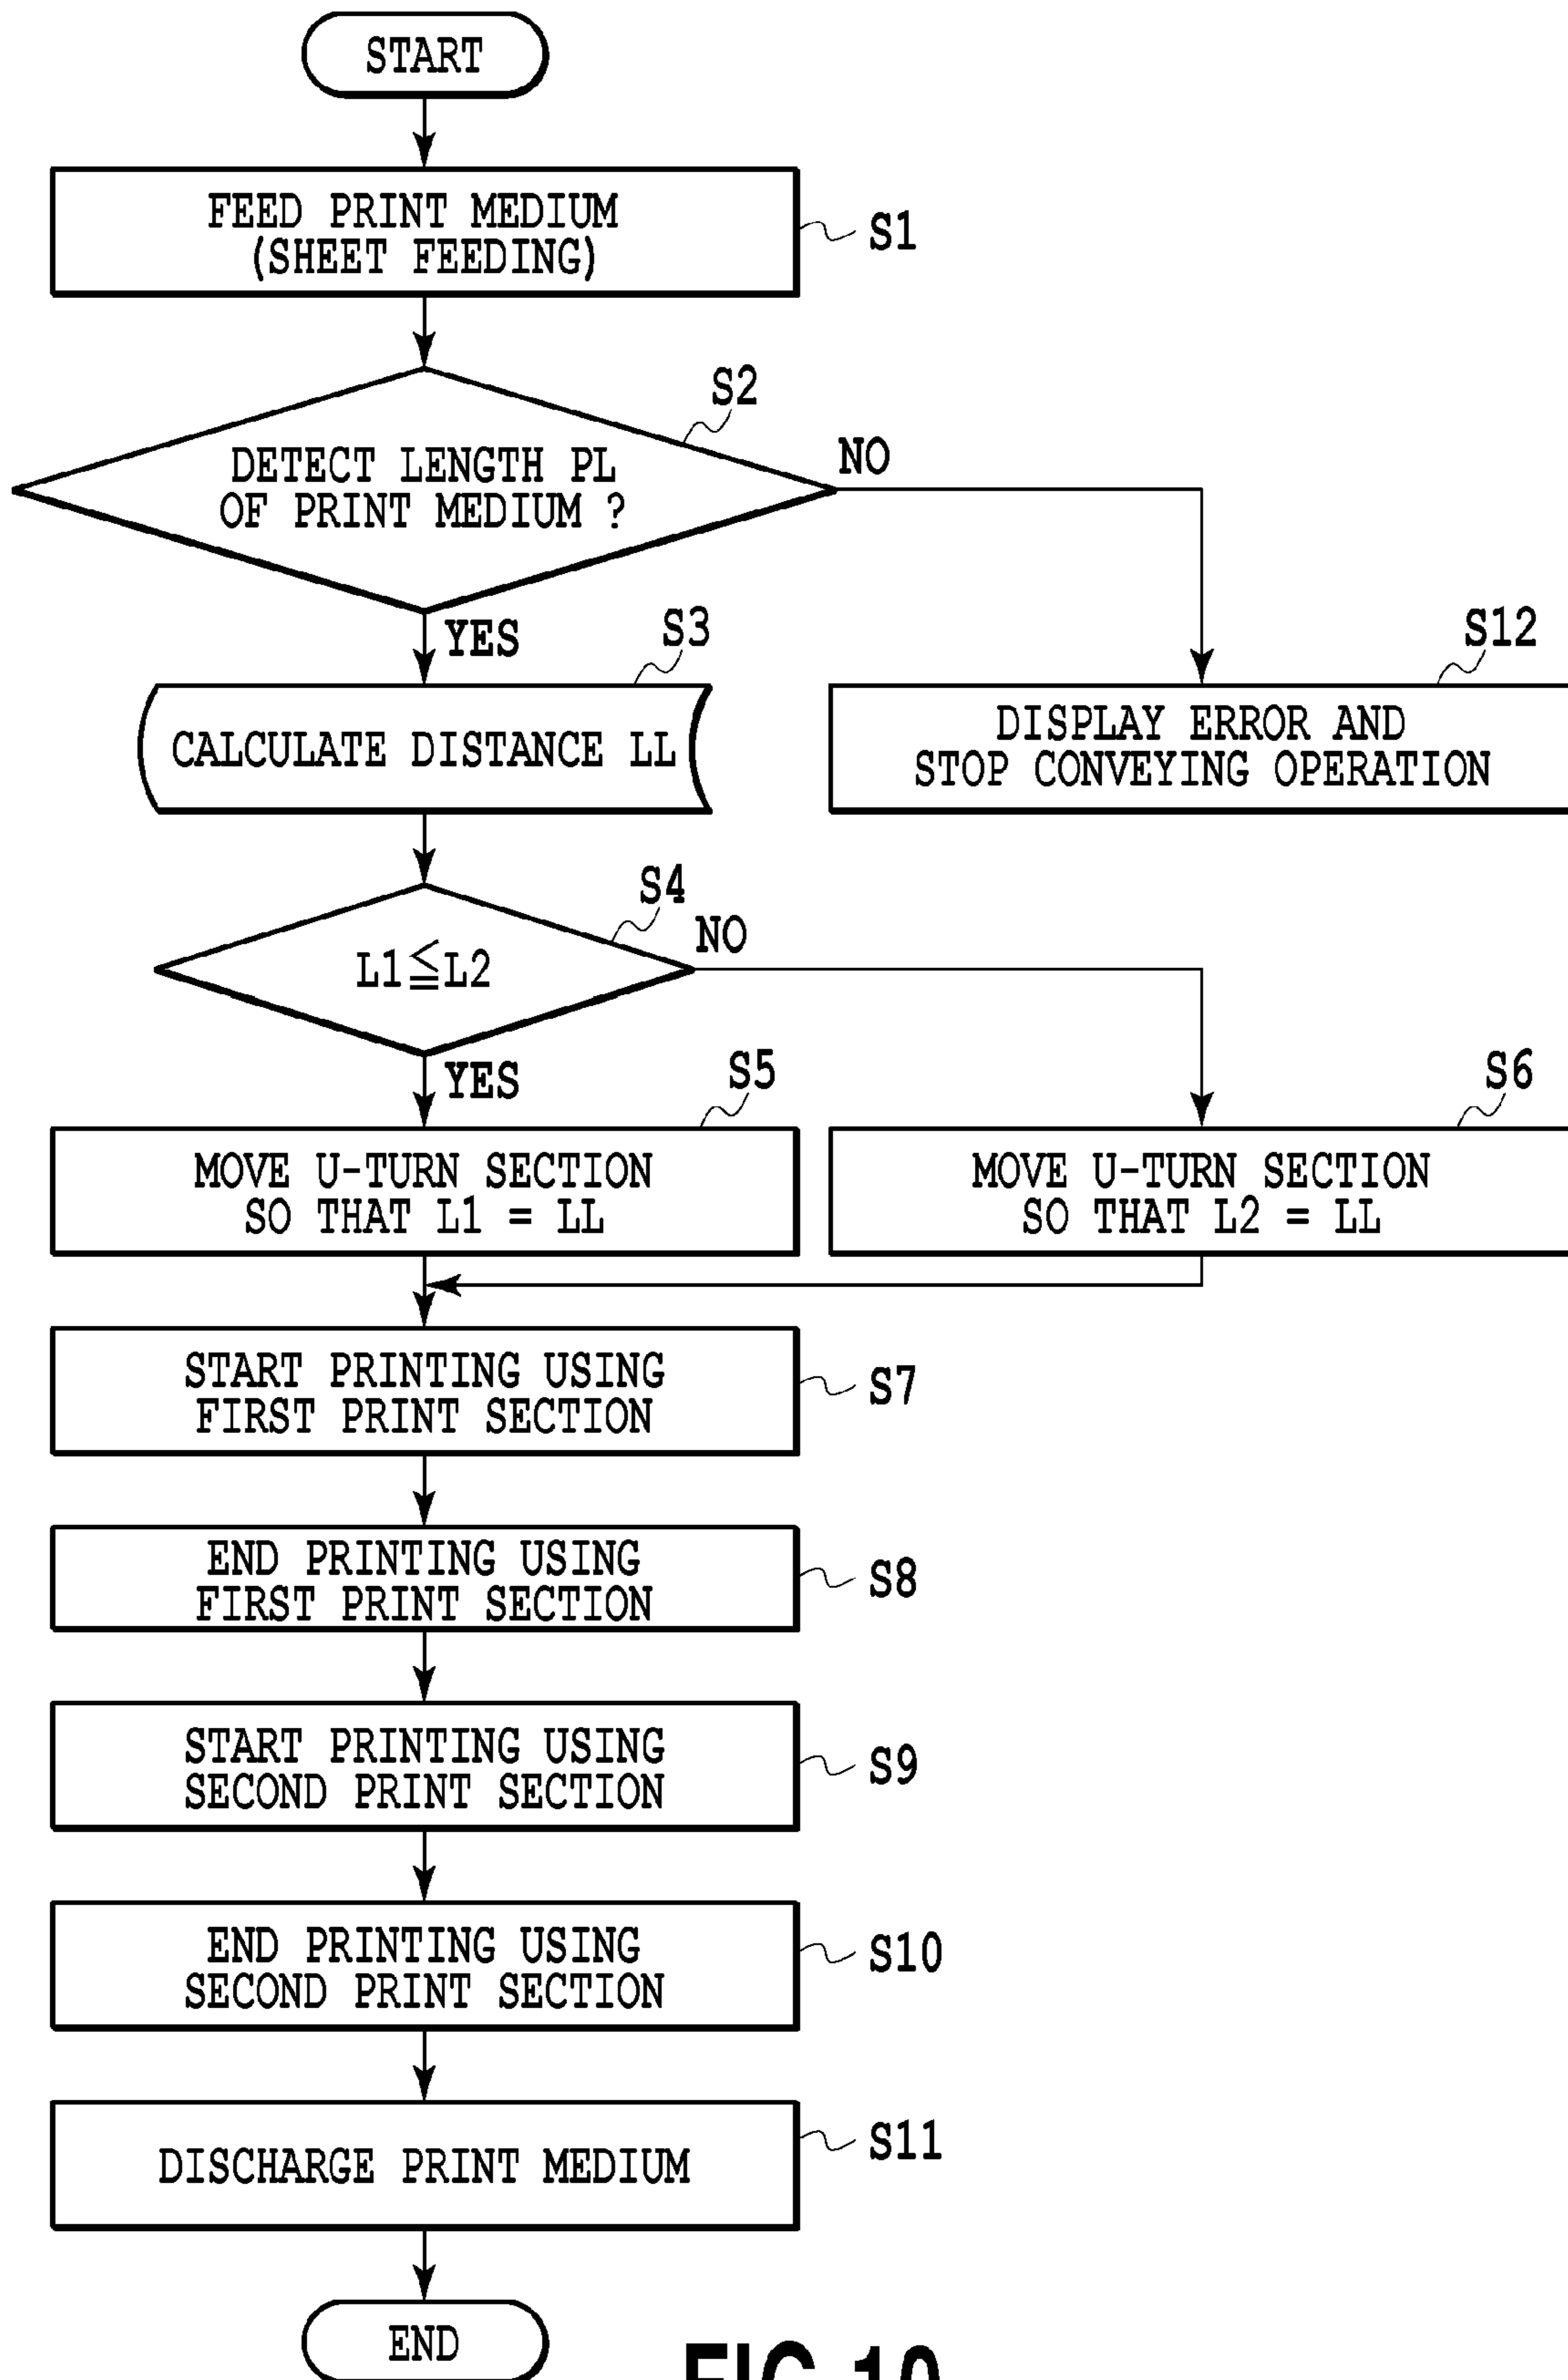 START
FEED PRINT MEDIUM
(SHEET FEEDING)
S1
S2
DETECT LENGTH PL
OF PRINT MEDIUM ?
NO
YES
S3
CALCULATE DISTANCE LL
S12
DISPLAY ERROR AND
STOP CONVEYING OPERATION
S4
L1≦L2
NO
YES
S5
MOVE U-TURN SECTION
SO THAT L1 = LL
S6
MOVE U-TURN SECTION
SO THAT L2 = LL
START PRINTING USING
FIRST PRINT SECTION
S7
END PRINTING USING
FIRST PRINT SECTION
S8
START PRINTING USING
SECOND PRINT SECTION
S9
END PRINTING USING
SECOND PRINT SECTION
S10
DISCHARGE PRINT MEDIUM
S11
END